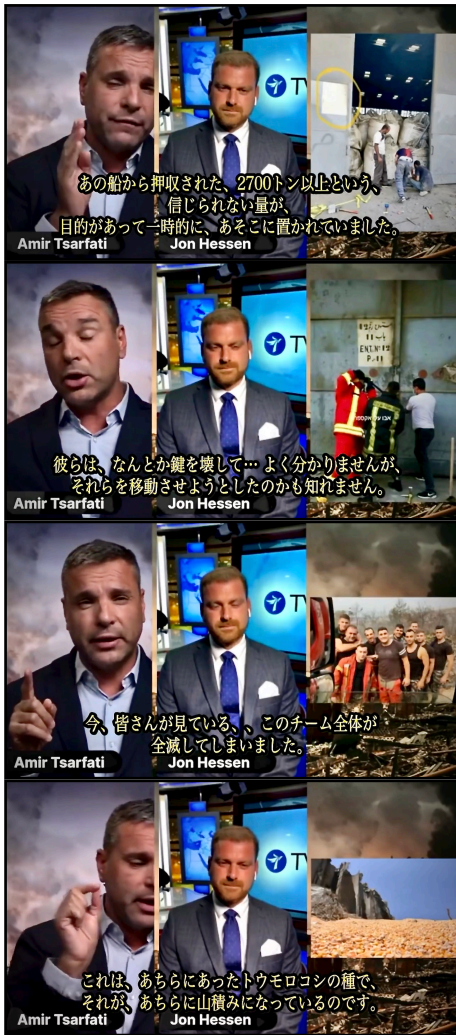 TV
あの船から押収された、2700トン以上という、
信じられない量が、
目的があって一時的に、あそこに置かれていました。
Amir Tsarfati
Jon Hessen
TV
ENT.Nº12
彼らは、なんとか鍵を壊して… よく分かりませんが、
それらを移動させようとしたのかも知れません。
Amir Tsarfati
Jon Hessen
TV
今、皆さんが見ている、、このチーム全体が
全滅してしまいました。
Amir Tsarfati
Jon Hessen
TV
これは、あちらにあったトウモロコシの種で、
それが、あちらに山積みになっているのです。
Amir Tsarfati
Jon Hessen